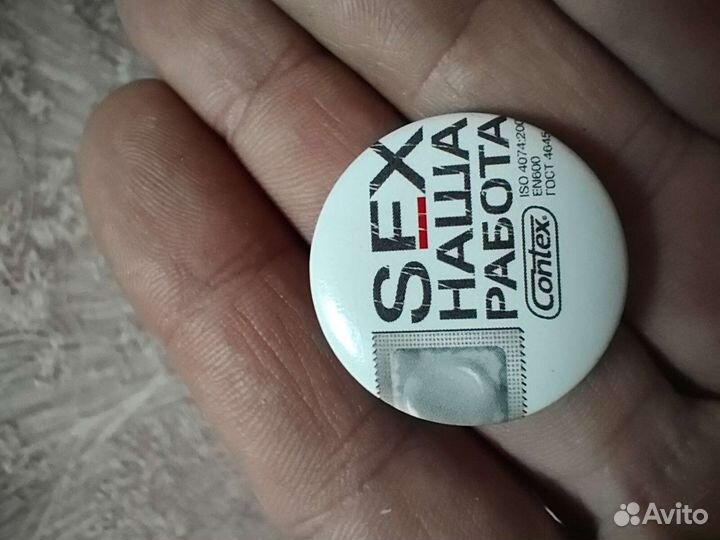 SEX
НАША
РАБОТА
ISO 4074:200
EN600
ГОСТ 4645
Contex
Avito